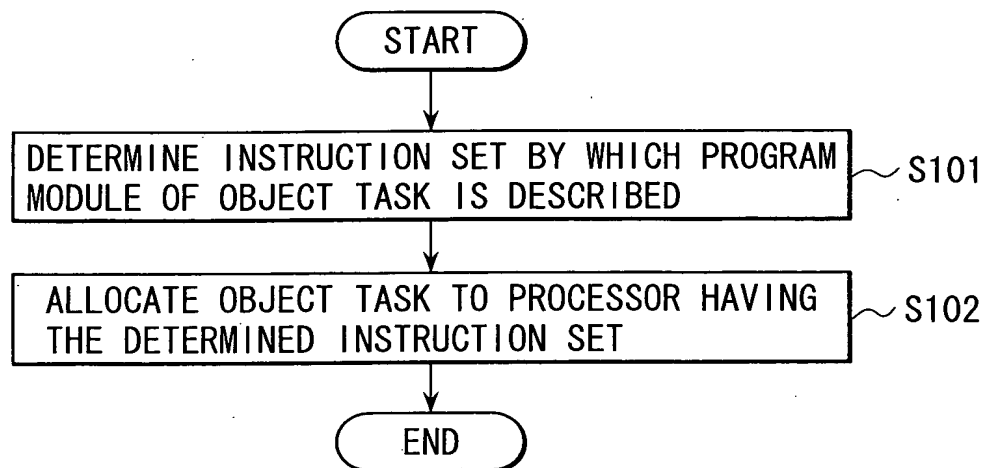 START
DETERMINE INSTRUCTION SET BY WHICH PROGRAM
MODULE OF OBJECT TASK IS DESCRIBED
S101
ALLOCATE OBJECT TASK TO PROCESSOR HAVING
THE DETERMINED INSTRUCTION SET
S102
END